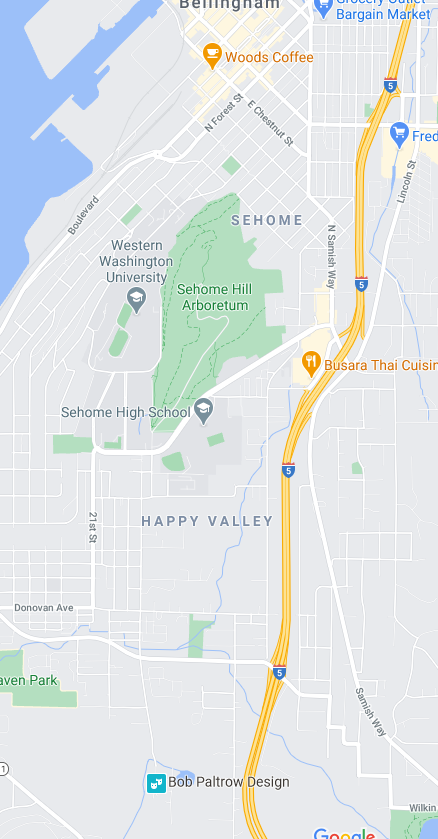 Bellingham
Grocery Outlet
Bargain Market
Woods Coffee
5
N Forest St
E Chestnut St
Fred
Lincoln St
Boulevard
SEHOME
N Samish Way
Western
Washington
University
Sehome Hill
Arboretum
5
Busara Thai Cuisin
Sehome High School
5
21st St
HAPPY VALLEY
Donovan Ave
5
aven Park
Samish Way
1
Bob Paltrow Design
Wilkin
Google